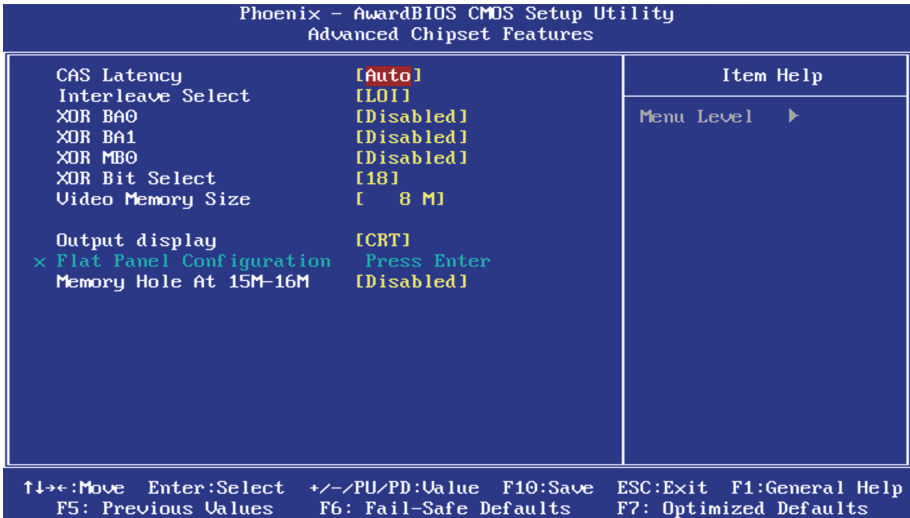 Phoenix - AwardBIOS CMOS Setup Utility
Advanced Chipset Features
CAS Latency [Auto]
Interleave Select [LOI]
XOR BA0 [Disabled]
XOR BA1 [Disabled]
XOR MB0 [Disabled]
XOR Bit Select [18]
Video Memory Size [ 8 M]
Output display [CRT]
x Flat Panel Configuration Press Enter
Memory Hole At 15M-16M [Disabled]
Item Help
Menu Level ▶
↑↓→←:Move Enter:Select +/-/PU/PD:Value F10:Save ESC:Exit F1:General Help
F5: Previous Values F6: Fail-Safe Defaults F7: Optimized Defaults